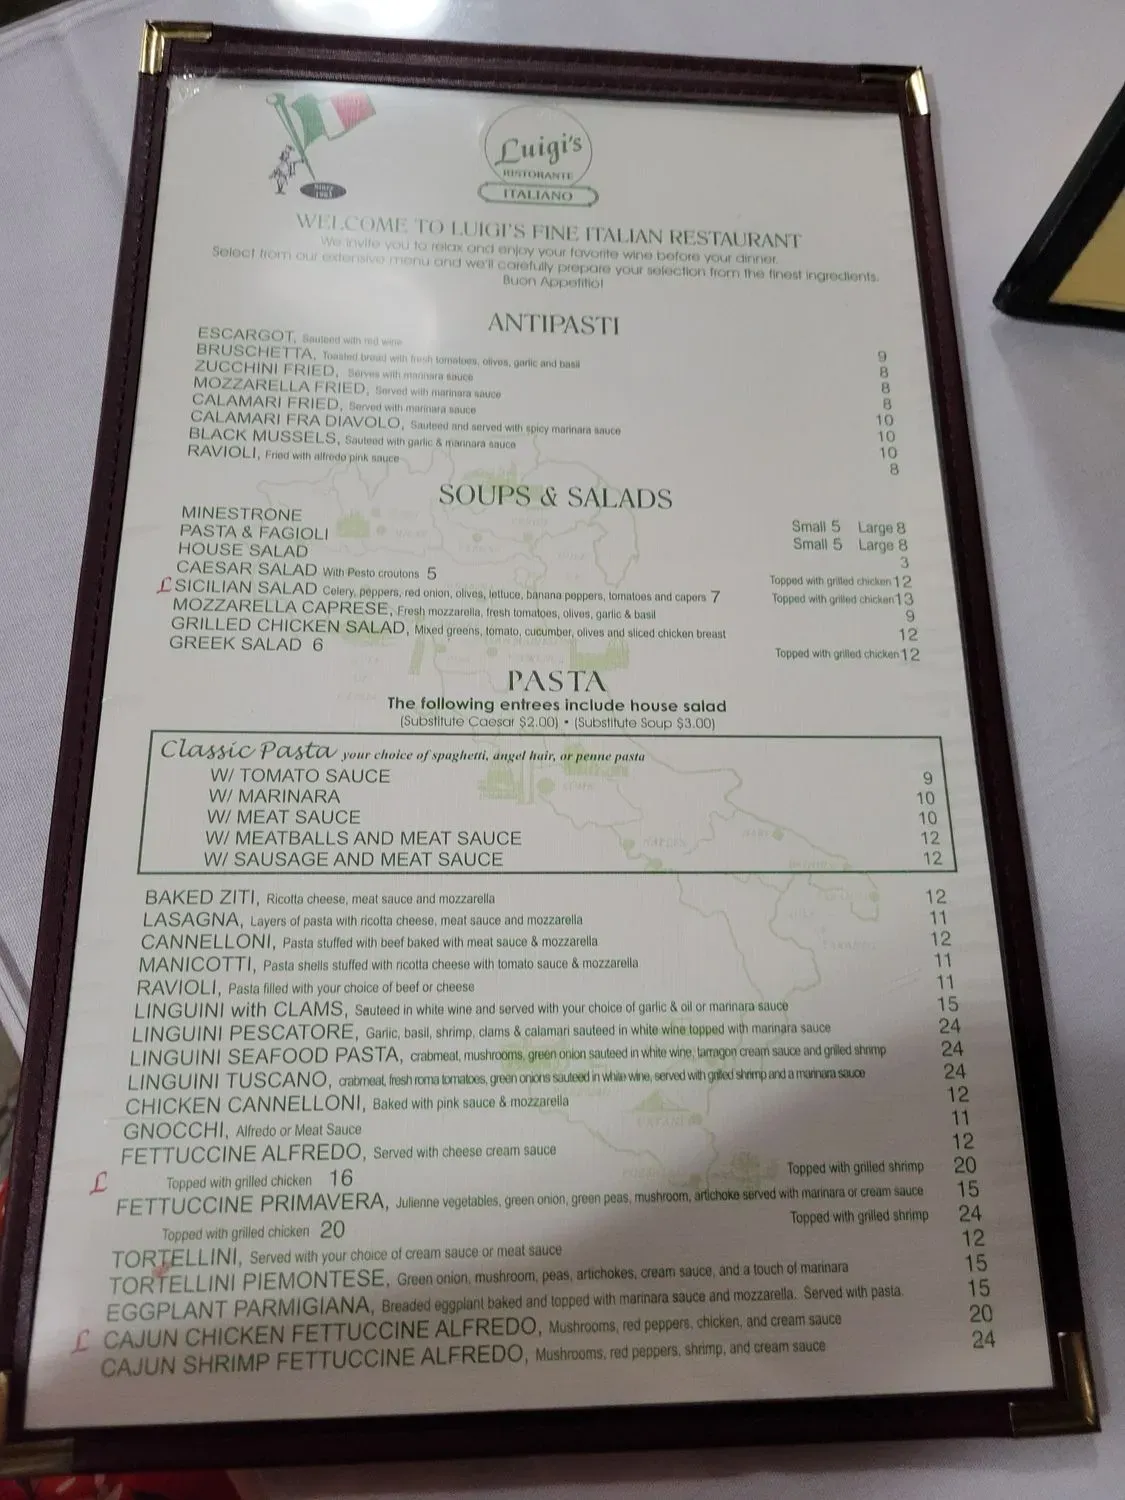 Since
1983
Luigi's
RISTORANTE
ITALIANO
WELCOME TO LUIGI'S FINE ITALIAN RESTAURANT
We invite you to relax and enjoy your favorite wine before your dinner.
Select from our extensive menu and we'll carefully prepare your selection from the finest ingredients.
Buon Appetitio!
ANTIPASTI
ESCARGOT, Sauteed with red wine 9
BRUSCHETTA, Toasted bread with fresh tomatoes, olives, garlic and basil 8
ZUCCHINI FRIED, Serves with marinara sauce 8
MOZZARELLA FRIED, Served with marinara sauce 8
CALAMARI FRIED, Served with marinara sauce 10
CALAMARI FRA DIAVOLO, Sauteed and served with spicy marinara sauce 10
BLACK MUSSELS, Sauteed with garlic & marinara sauce 10
RAVIOLI, Fried with alfredo pink sauce 8
SOUPS & SALADS
MINESTRONE Small 5 Large 8
PASTA & FAGIOLI Small 5 Large 8
HOUSE SALAD 3
CAESAR SALAD With Pesto croutons 5 Topped with grilled chicken 12
L SICILIAN SALAD Celery, peppers, red onion, olives, lettuce, banana peppers, tomatoes and capers 7 Topped with grilled chicken 13
MOZZARELLA CAPRESE, Fresh mozzarella, fresh tomatoes, olives, garlic & basil 9
GRILLED CHICKEN SALAD, Mixed greens, tomato, cucumber, olives and sliced chicken breast 12
GREEK SALAD 6 Topped with grilled chicken 12
PASTA
The following entrees include house salad
(Substitute Caesar $2.00) • (Substitute Soup $3.00)
Classic Pasta your choice of spaghetti, angel hair, or penne pasta
W/ TOMATO SAUCE 9
W/ MARINARA 10
W/ MEAT SAUCE 10
W/ MEATBALLS AND MEAT SAUCE 12
W/ SAUSAGE AND MEAT SAUCE 12
BAKED ZITI, Ricotta cheese, meat sauce and mozzarella 12
LASAGNA, Layers of pasta with ricotta cheese, meat sauce and mozzarella 11
CANNELLONI, Pasta stuffed with beef baked with meat sauce & mozzarella 12
MANICOTTI, Pasta shells stuffed with ricotta cheese with tomato sauce & mozzarella 11
RAVIOLI, Pasta filled with your choice of beef or cheese 11
LINGUINI with CLAMS, Sauteed in white wine and served with your choice of garlic & oil or marinara sauce 15
LINGUINI PESCATORE, Garlic, basil, shrimp, clams & calamari sauteed in white wine topped with marinara sauce 24
LINGUINI SEAFOOD PASTA, crabmeat, mushrooms, green onion sauteed in white wine, tarragon cream sauce and grilled shrimp 24
LINGUINI TUSCANO, crabmeat, fresh roma tomatoes, green onions sauteed in white wine, served with grilled shrimp and a marinara sauce 24
CHICKEN CANNELLONI, Baked with pink sauce & mozzarella 12
GNOCCHI, Alfredo or Meat Sauce 11
FETTUCCINE ALFREDO, Served with cheese cream sauce 12
L Topped with grilled chicken 16 Topped with grilled shrimp 20
FETTUCCINE PRIMAVERA, Julienne vegetables, green onion, green peas, mushroom, artichoke served with marinara or cream sauce 15
Topped with grilled chicken 20 Topped with grilled shrimp 24
TORTELLINI, Served with your choice of cream sauce or meat sauce 12
TORTELLINI PIEMONTESE, Green onion, mushroom, peas, artichokes, cream sauce, and a touch of marinara 15
EGGPLANT PARMIGIANA, Breaded eggplant baked and topped with marinara sauce and mozzarella. Served with pasta. 15
L CAJUN CHICKEN FETTUCCINE ALFREDO, Mushrooms, red peppers, chicken, and cream sauce 20
CAJUN SHRIMP FETTUCCINE ALFREDO, Mushrooms, red peppers, shrimp, and cream sauce 24